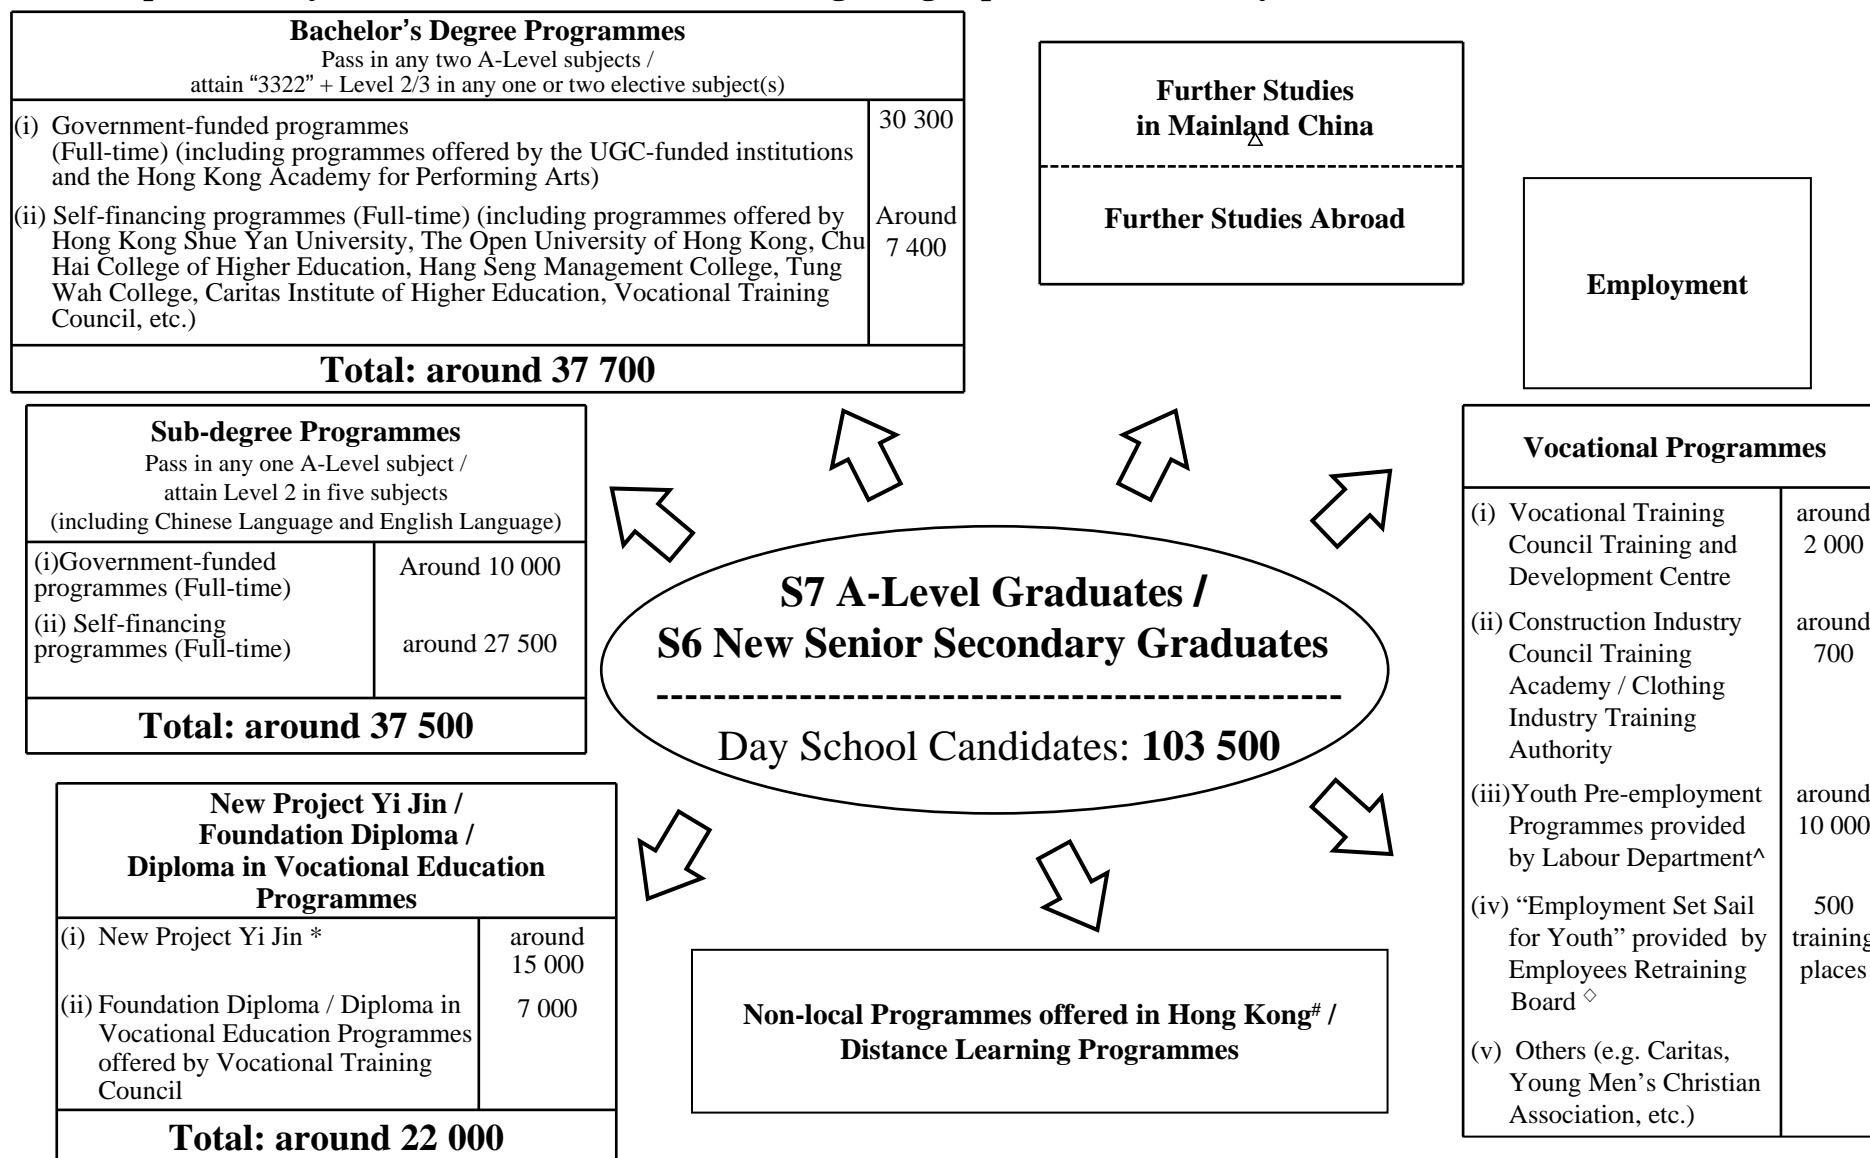 Bachelor’s Degree Programmes
Pass in any two A-Level subjects /
attain “3322” + Level 2/3 in any one or two elective subject(s)
(i) Government-funded programmes
(Full-time) (including programmes offered by the UGC-funded institutions
and the Hong Kong Academy for Performing Arts)
30 300
(ii) Self-financing programmes (Full-time) (including programmes offered by
Hong Kong Shue Yan University, The Open University of Hong Kong, Chu
Hai College of Higher Education, Hang Seng Management College, Tung
Wah College, Caritas Institute of Higher Education, Vocational Training
Council, etc.)
Around
7 400
Total: around 37 700
Further Studies
in Mainland China
△
Further Studies Abroad
Employment
Sub-degree Programmes
Pass in any one A-Level subject /
attain Level 2 in five subjects
(including Chinese Language and English Language)
(i)Government-funded
programmes (Full-time)
Around 10 000
(ii) Self-financing
programmes (Full-time)
around 27 500
Total: around 37 500
S7 A-Level Graduates /
S6 New Senior Secondary Graduates
Day School Candidates: 103 500
Vocational Programmes
(i) Vocational Training
Council Training and
Development Centre
around
2 000
(ii) Construction Industry
Council Training
Academy / Clothing
Industry Training
Authority
around
700
(iii)Youth Pre-employment
Programmes provided
by Labour Department^
around
10 000
(iv) “Employment Set Sail
for Youth” provided by
Employees Retraining
Board ◇
500
training
places
(v) Others (e.g. Caritas,
Young Men’s Christian
Association, etc.)
New Project Yi Jin /
Foundation Diploma /
Diploma in Vocational Education
Programmes
(i) New Project Yi Jin *
around
15 000
(ii) Foundation Diploma / Diploma in
Vocational Education Programmes
offered by Vocational Training
Council
7 000
Total: around 22 000
Non-local Programmes offered in Hong Kong# /
Distance Learning Programmes